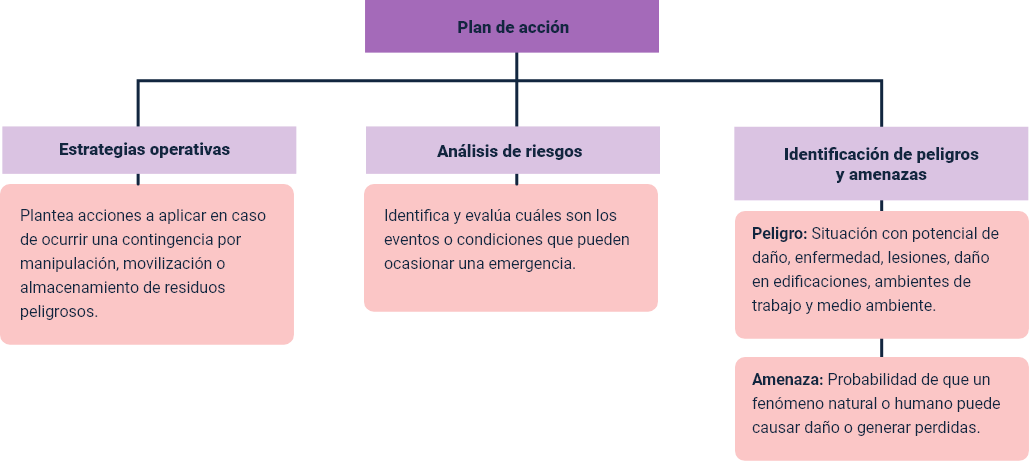 Plan de acción
Estrategias operativas
Plantea acciones a aplicar en caso
de ocurrir una contingencia por
manipulación, movilización o
almacenamiento de residuos
peligrosos.
Análisis de riesgos
Identifica y evalúa cuáles son los
eventos o condiciones que pueden
ocasionar una emergencia.
Identificación de peligros
y amenazas
Peligro: Situación con potencial de
daño, enfermedad, lesiones, daño
en edificaciones, ambientes de
trabajo y medio ambiente.
Amenaza: Probabilidad de que un
fenómeno natural o humano puede
causar daño o generar perdidas.